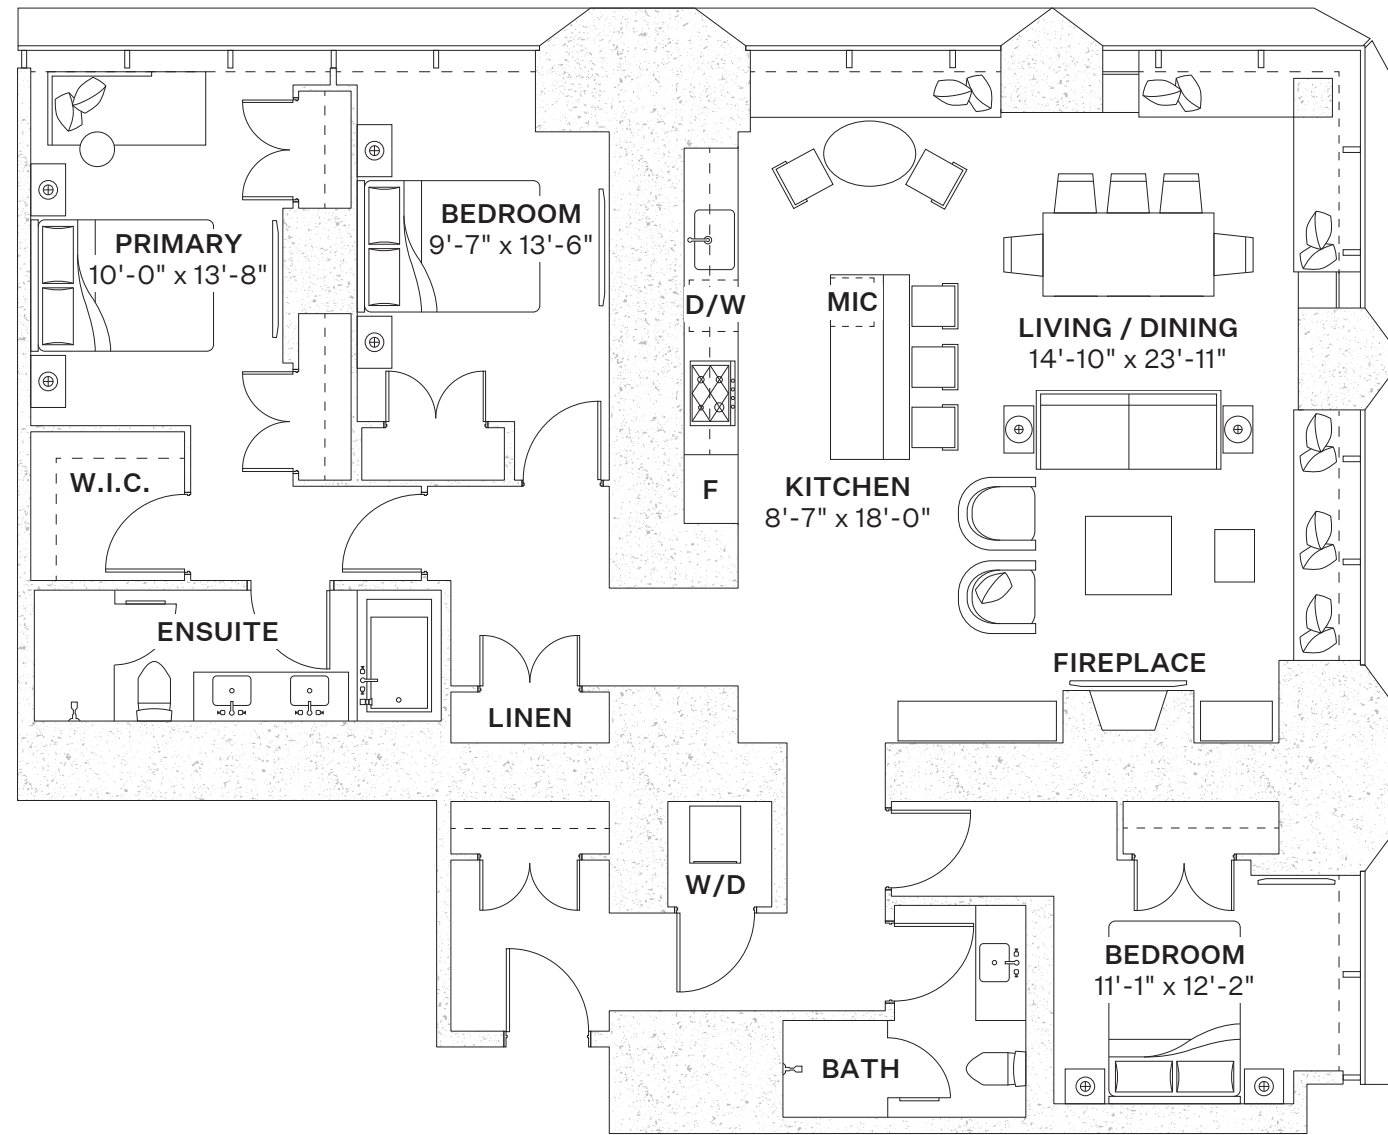 BEDROOM
9'-7" x 13'-6"
PRIMARY
10'-0" x 13'-8"
D/W
MIC
LIVING / DINING
14'-10" x 23'-11"
W.I.C.
F
KITCHEN
8'-7" x 18'-0"
ENSUITE
FIREPLACE
LINEN
W/D
BEDROOM
11'-1" x 12'-2"
BATH